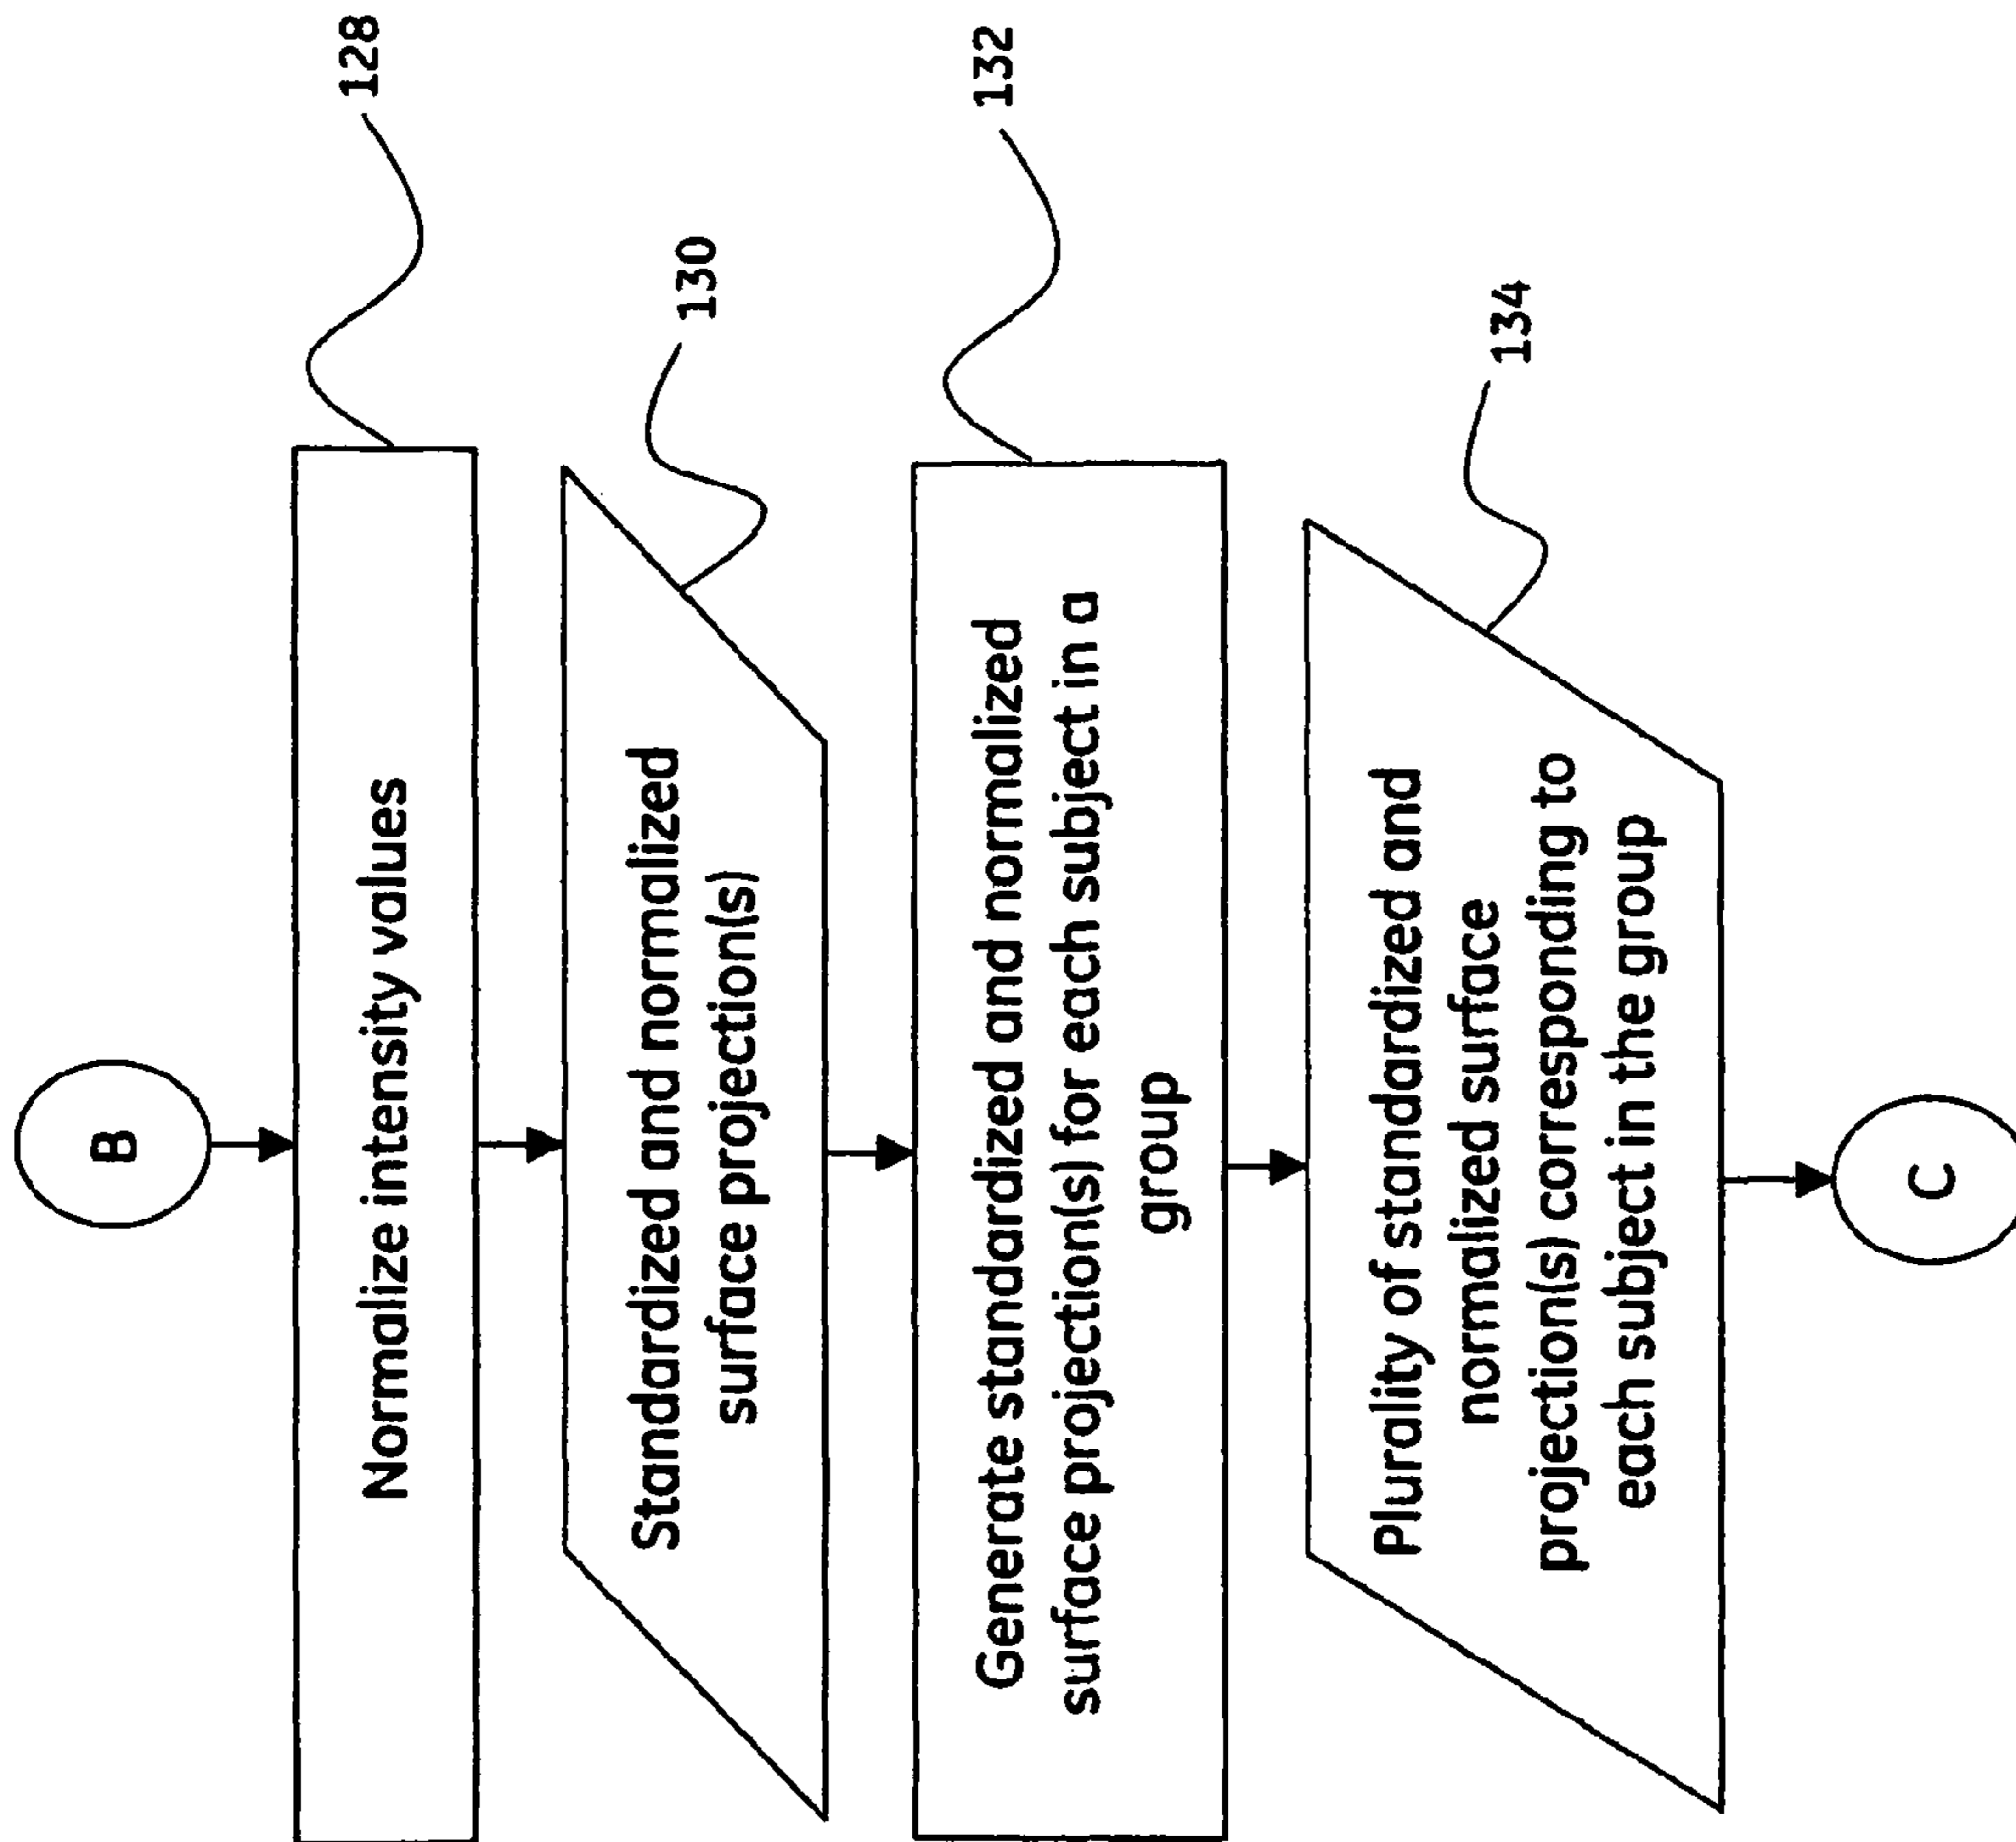 B
Normalize intensity values
128
Standardized and normalized
surface projection(s)
130
Generate standardized and normalized
surface projection(s) for each subject in a
group
132
Plurality of standardized and
normalized surface
projection(s) corresponding to
each subject in the group
134
C